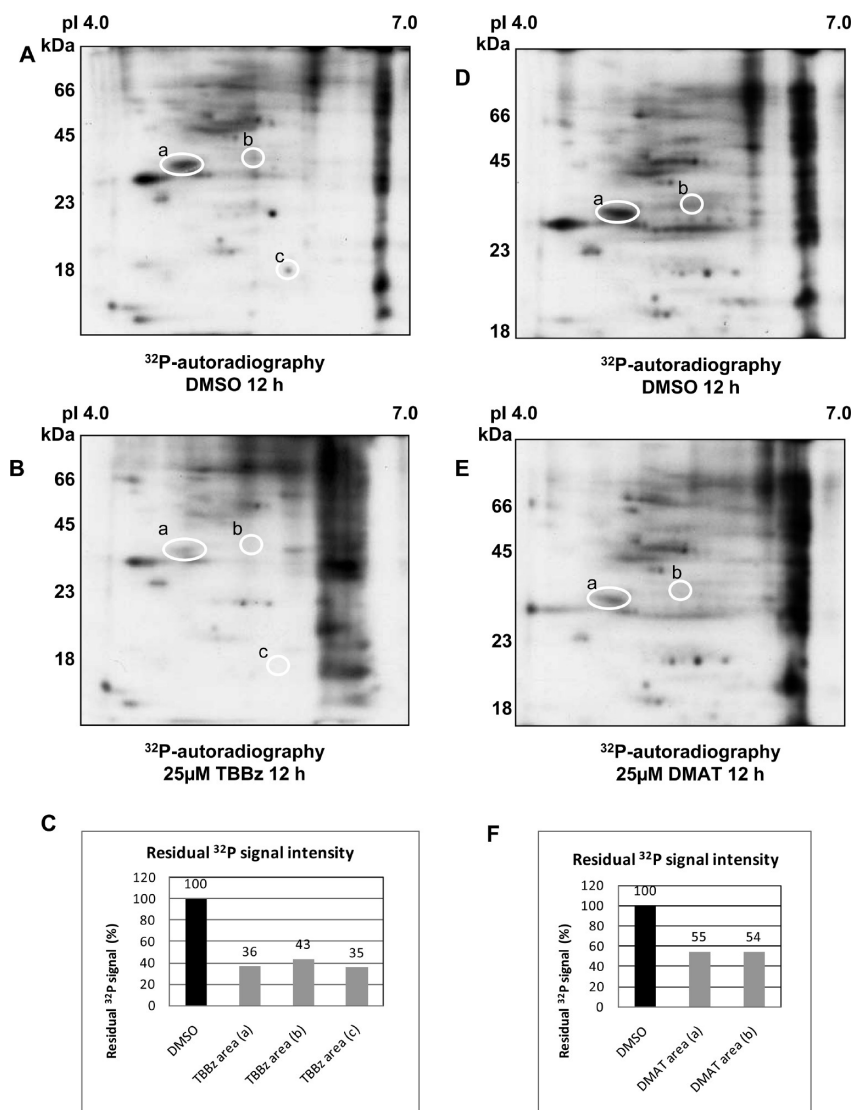 pI 4.0 7.0
kDa
A
66
45
23
18
a
b
c
³²P-autoradiography
DMSO 12 h
pI 4.0 7.0
kDa
B
66
45
23
18
a
b
c
³²P-autoradiography
25µM TBBz 12 h
C
Residual ³²P signal intensity
Residual ³²P signal (%)
120
100
80
60
40
20
0
100
36
43
35
DMSO
TBBz area (a)
TBBz area (b)
TBBz area (c)
pI 4.0 7.0
kDa
D
66
45
23
18
a
b
³²P-autoradiography
DMSO 12 h
pI 4.0 7.0
kDa
E
66
45
23
18
a
b
³²P-autoradiography
25µM DMAT 12 h
F
Residual ³²P signal intensity
Residual ³²P signal (%)
120
100
80
60
40
20
0
100
55
54
DMSO
DMAT area (a)
DMAT area (b)